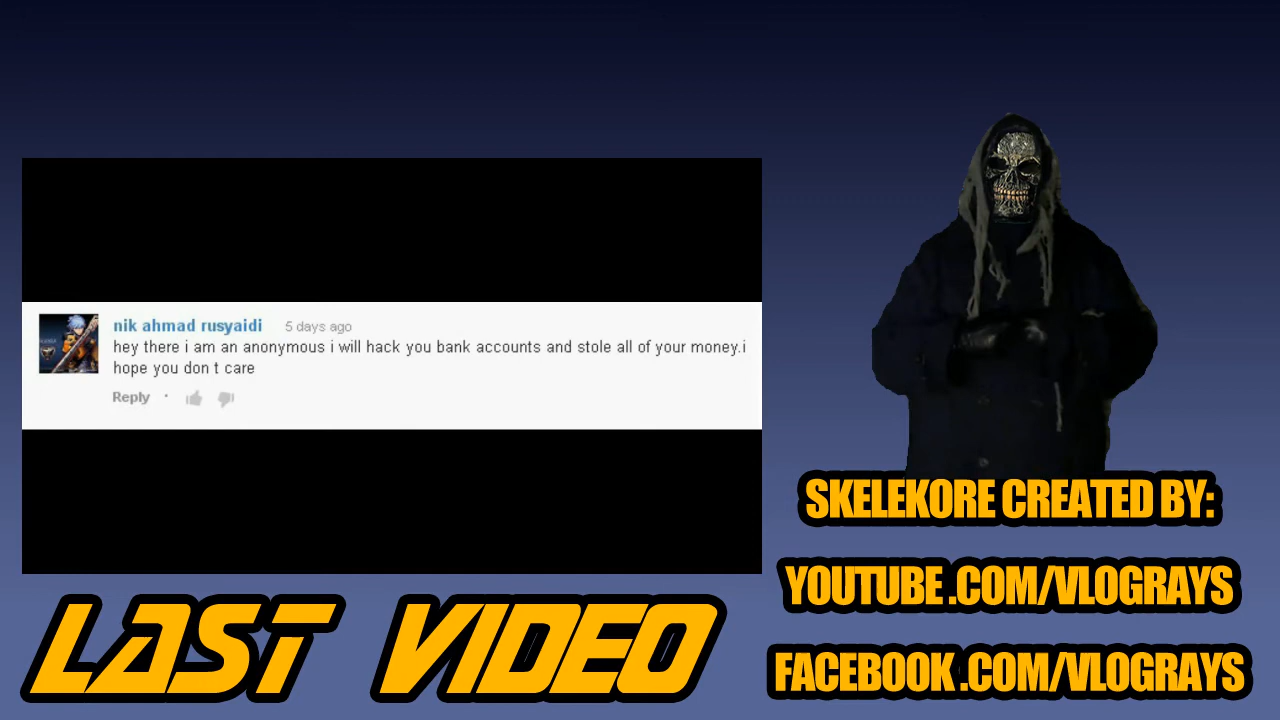 nik ahmad rusyaidi 5 days ago
hey there i am an anonymous i will hack you bank accounts and stole all of your money.i
hope you don t care
Reply
LAST VIDEO
SKELEKORE CREATED BY:
YOUTUBE.COM/VLOGRAYS
FACEBOOK.COM/VLOGRAYS